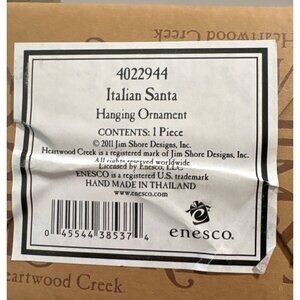 Heartwood Creek
4022944
Italian Santa
Hanging Ornament
CONTENTS: 1 Piece
© 2011 Jim Shore Designs, Inc.
Heartwood Creek is a registered mark of Jim Shore Designs, Inc.
All rights reserved worldwide
Licensed by Enesco, LLC.
ENESCO is a registered U.S. trademark
HAND MADE IN THAILAND
www.enesco.com
0 45544 38537 4
enesco.
Heartwood Creek